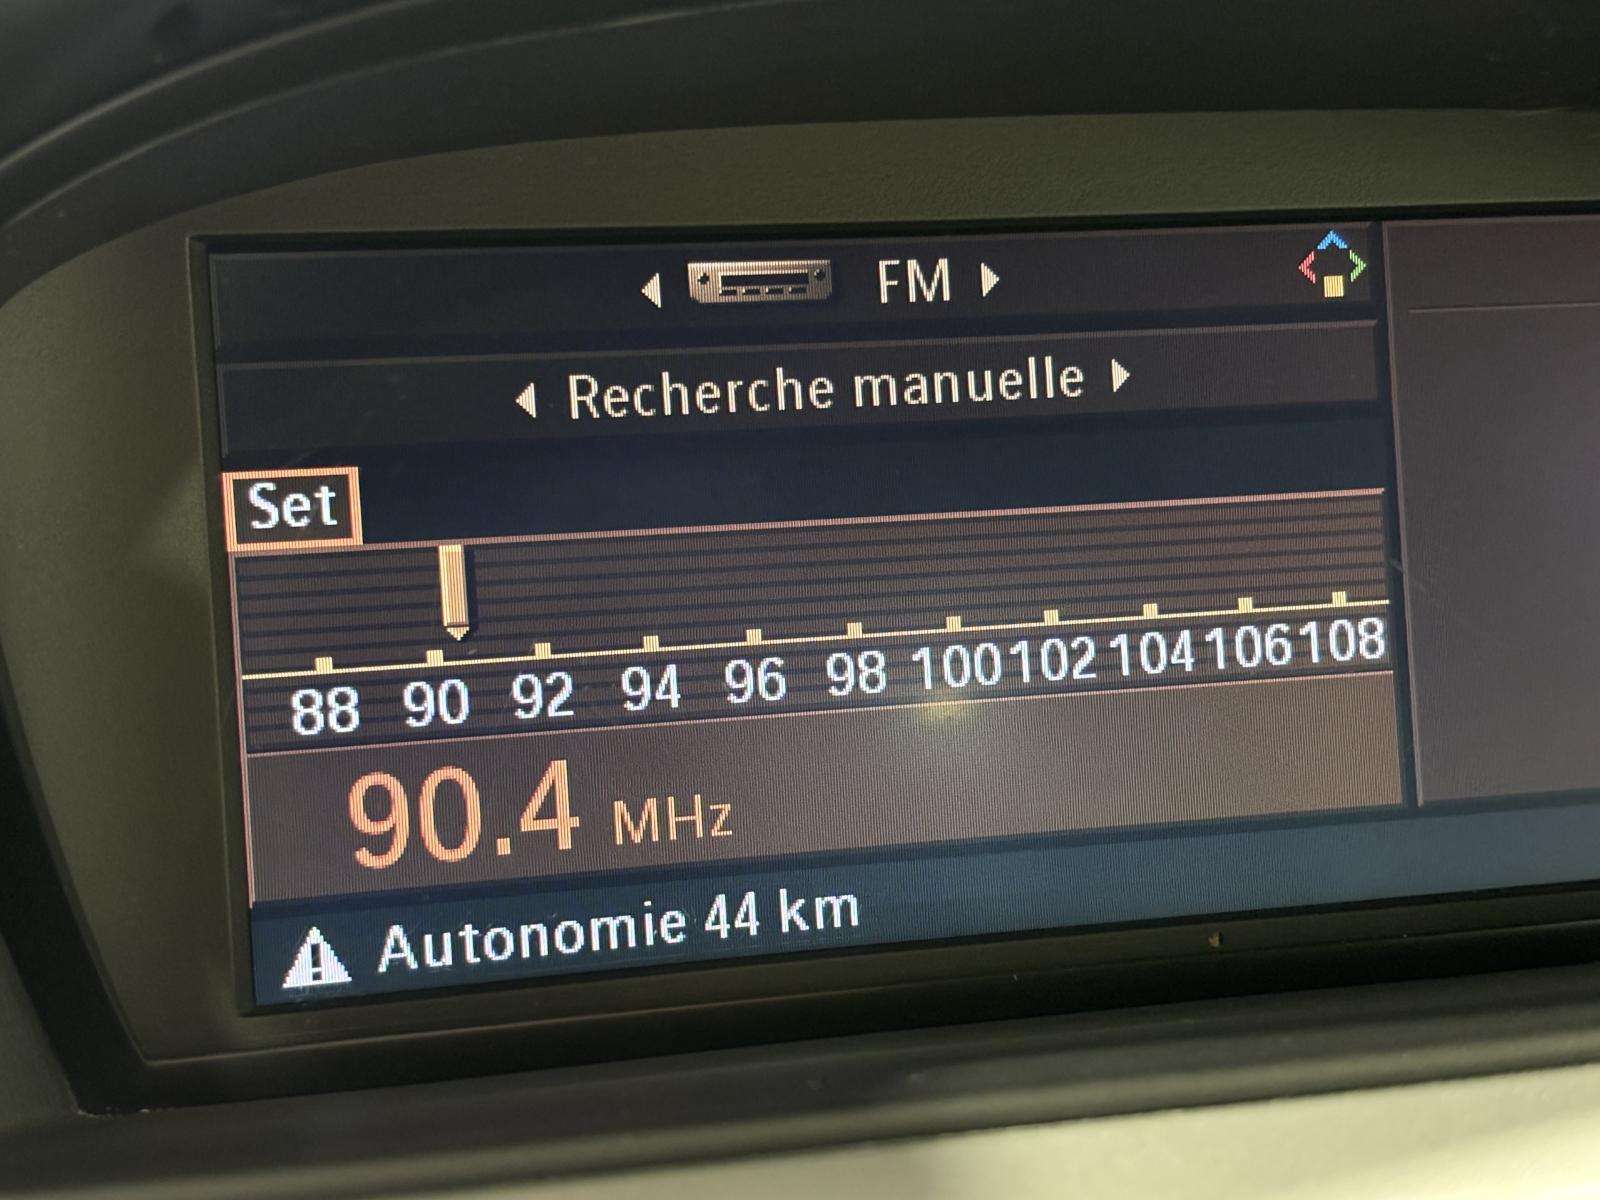 FM
Recherche manuelle
Set
88 90 92 94 96 98 100 102 104 106 108
90.4 MHz
Autonomie 44 km